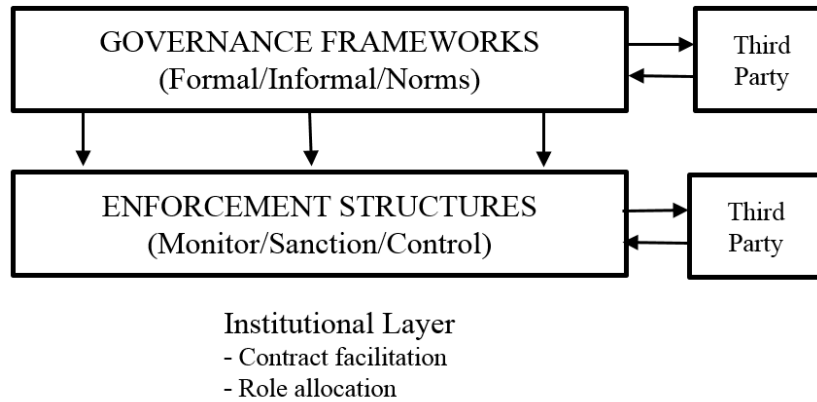 GOVERNANCE FRAMEWORKS
(Formal/Informal/Norms)
Third
Party
ENFORCEMENT STRUCTURES
(Monitor/Sanction/Control)
Third
Party
Institutional Layer
- Contract facilitation
- Role allocation